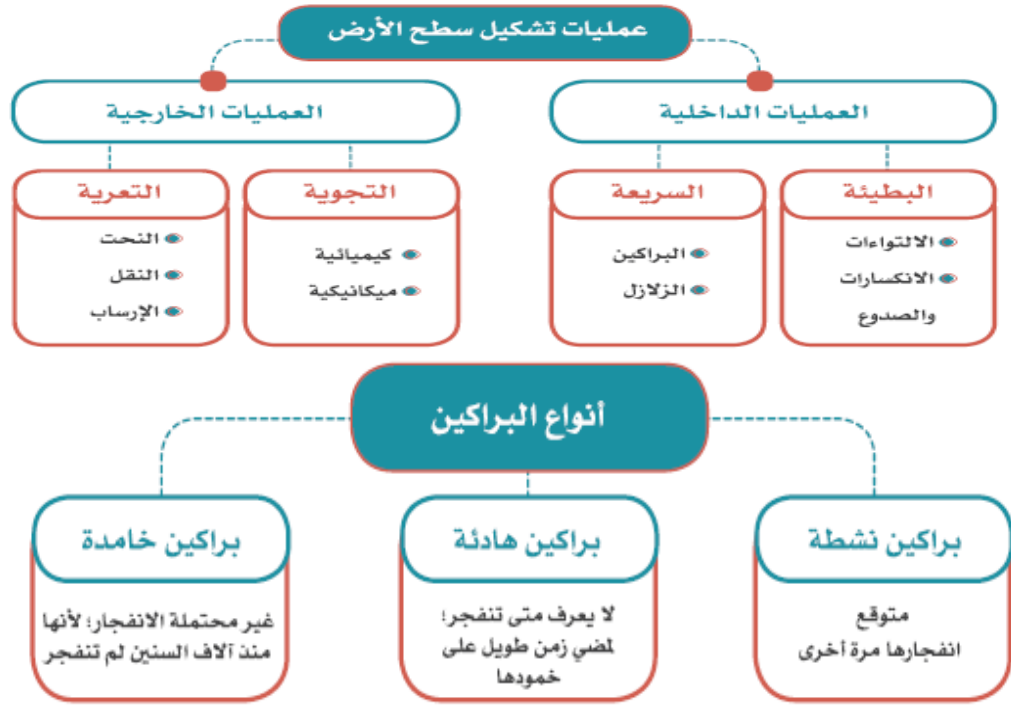 عمليات تشكيل سطح الأرض
العمليات الداخلية
العمليات الخارجية
البطيئة
الالتواءات
الانكسارات
والصدوع
السريعة
البراكين
الزلازل
التجوية
كيميائية
ميكانيكية
التعرية
النحت
النقل
الإرساب
أنواع البراكين
براكين نشطة
متوقع
انفجارها مرة أخرى
براكين هادئة
لا يعرف متى تنفجر؛
لمضي زمن طويل على
خمودها
براكين خامدة
غير محتملة الانفجار؛ لأنها
منذ آلاف السنين لم تنفجر